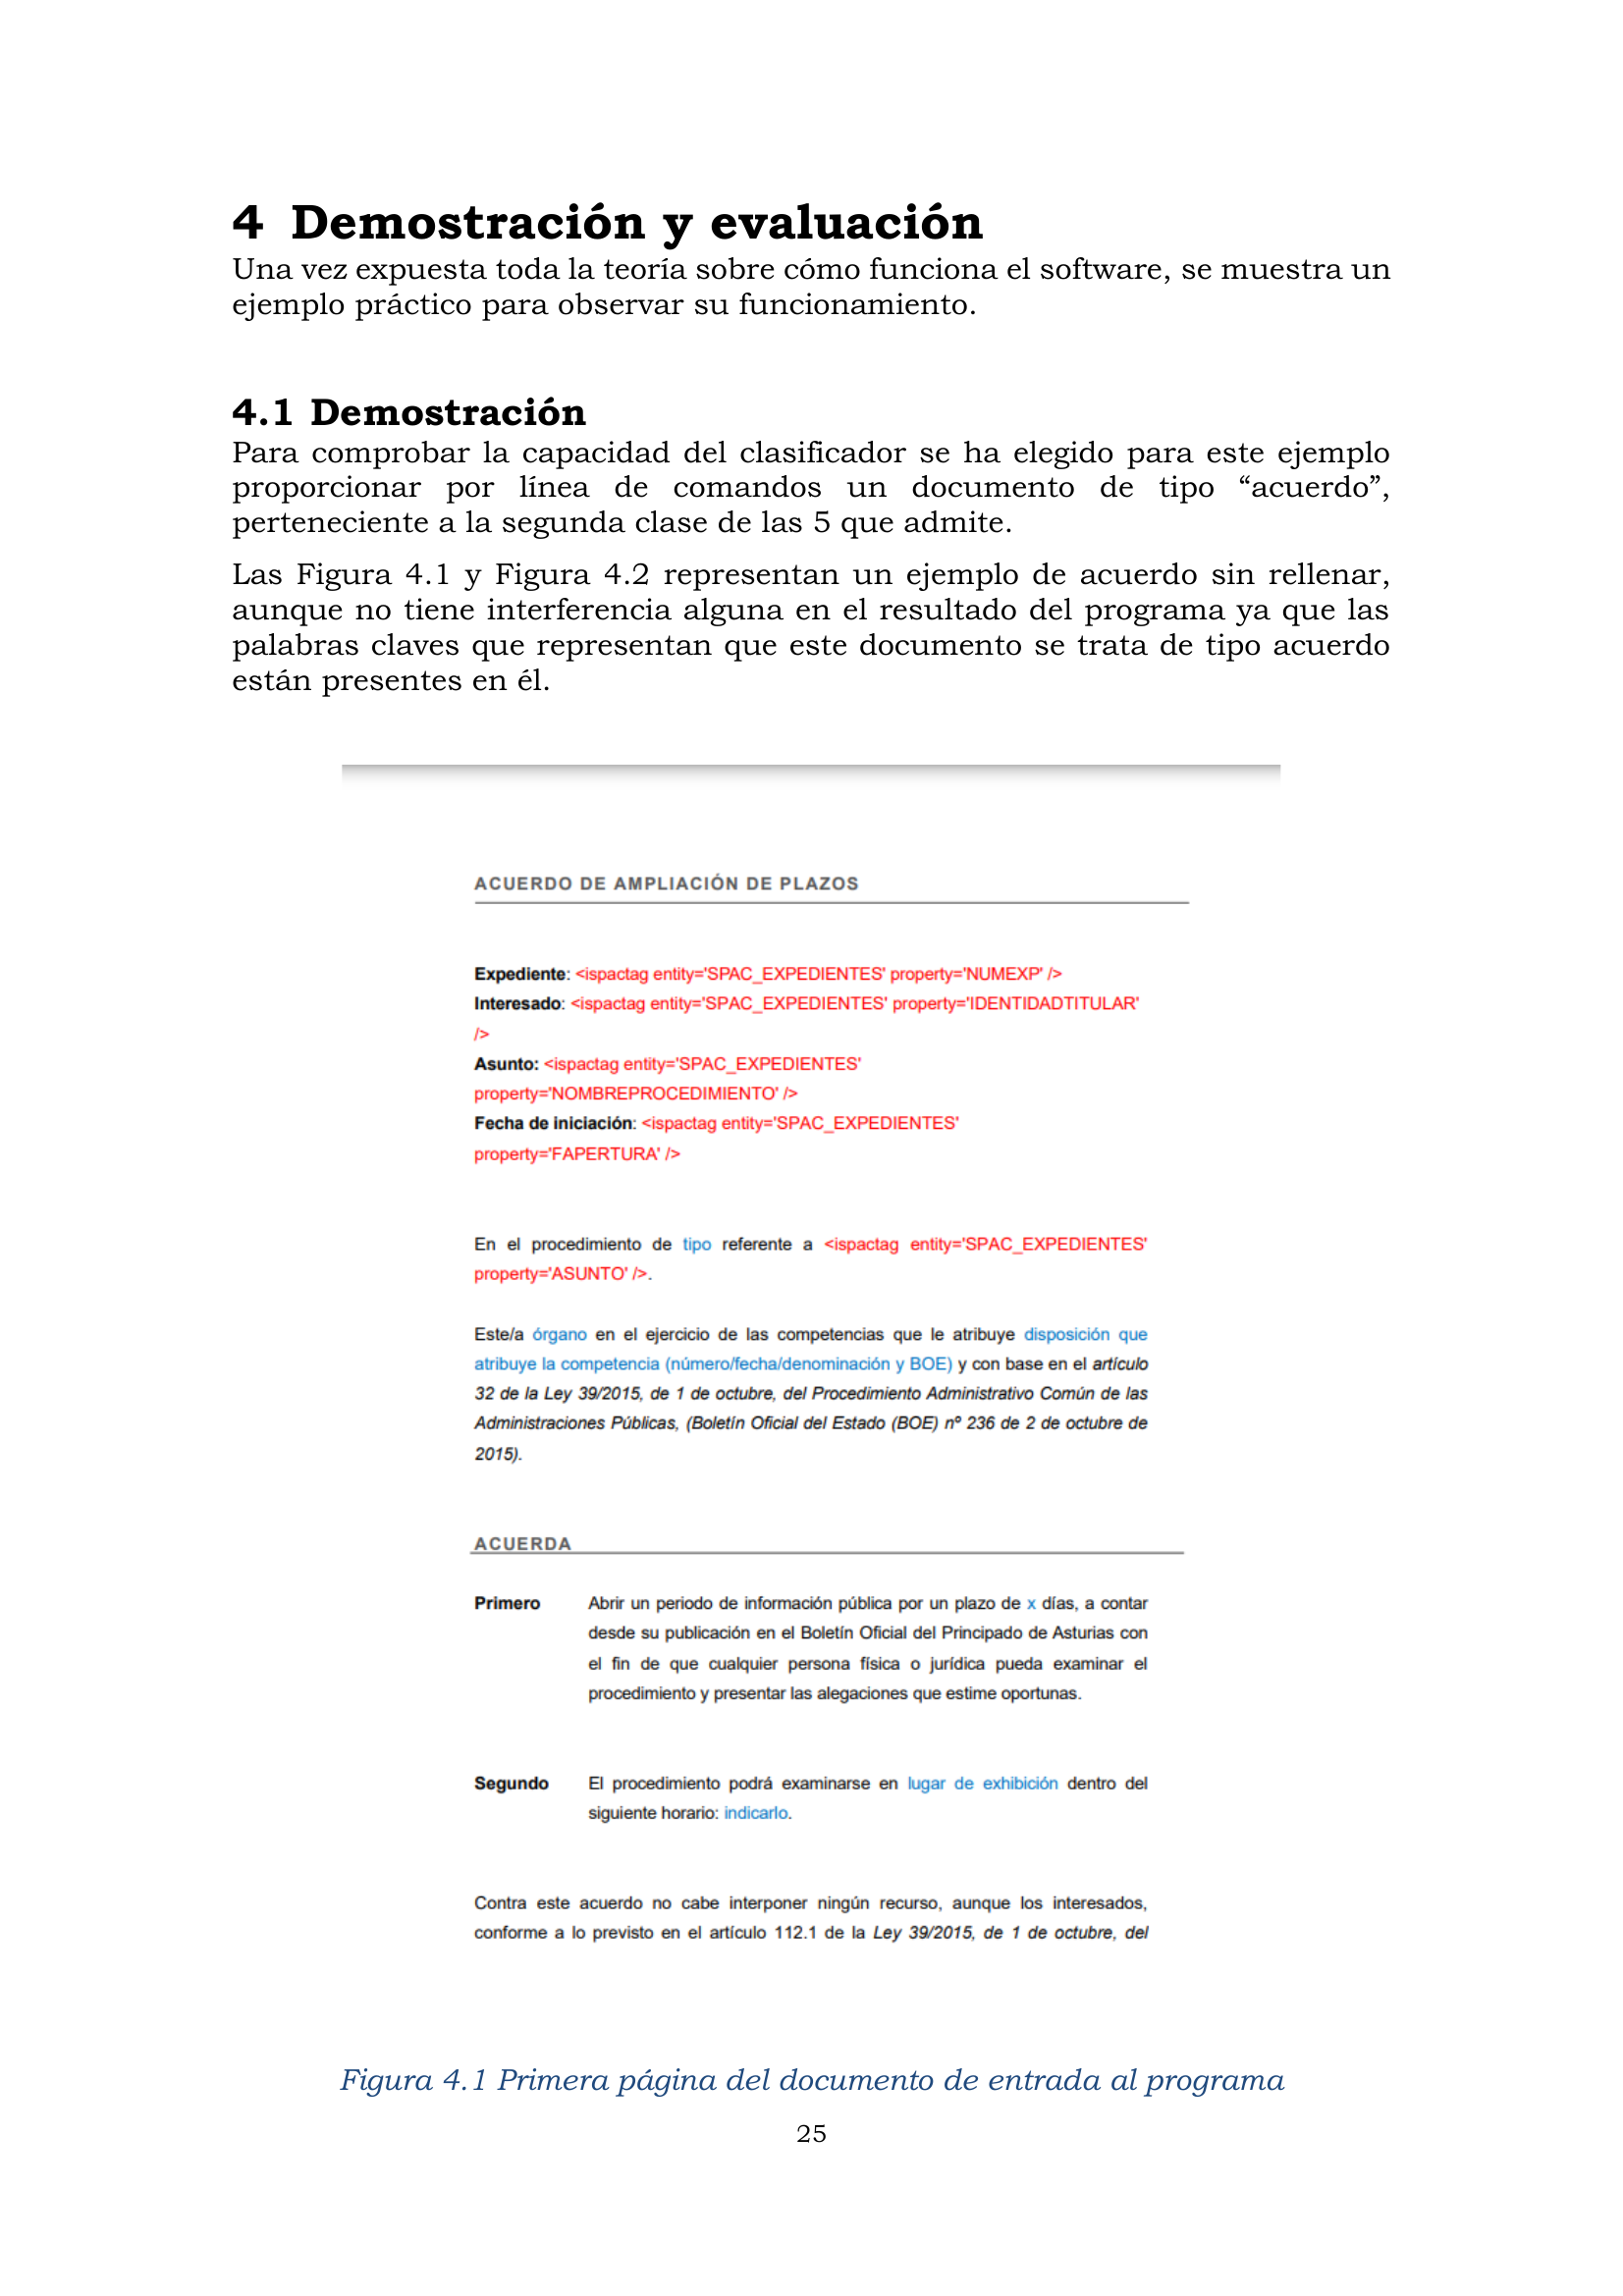 4 Demostración y evaluación
Una vez expuesta toda la teoría sobre cómo funciona el software, se muestra un
ejemplo práctico para observar su funcionamiento.
4.1 Demostración
Para comprobar la capacidad del clasificador se ha elegido para este ejemplo
proporcionar por línea de comandos un documento de tipo “acuerdo”,
perteneciente a la segunda clase de las 5 que admite.
Las Figura 4.1 y Figura 4.2 representan un ejemplo de acuerdo sin rellenar,
aunque no tiene interferencia alguna en el resultado del programa ya que las
palabras claves que representan que este documento se trata de tipo acuerdo
están presentes en él.
ACUERDO DE AMPLIACIÓN DE PLAZOS
Expediente: <ispactag entity='SPAC_EXPEDIENTES' property='NUMEXP' />
Interesado: <ispactag entity='SPAC_EXPEDIENTES' property='IDENTIDADTITULAR'
/>
Asunto: <ispactag entity='SPAC_EXPEDIENTES'
property='NOMBREPROCEDIMIENTO' />
Fecha de iniciación: <ispactag entity='SPAC_EXPEDIENTES'
property='FAPERTURA' />
En el procedimiento de tipo referente a <ispactag entity='SPAC_EXPEDIENTES'
property='ASUNTO' />.
Este/a órgano en el ejercicio de las competencias que le atribuye disposición que
atribuye la competencia (número/fecha/denominación y BOE) y con base en el artículo
32 de la Ley 39/2015, de 1 de octubre, del Procedimiento Administrativo Común de las
Administraciones Públicas, (Boletín Oficial del Estado (BOE) nº 236 de 2 de octubre de
2015).
ACUERDA
Primero Abrir un periodo de información pública por un plazo de x días, a contar
desde su publicación en el Boletín Oficial del Principado de Asturias con
el fin de que cualquier persona física o jurídica pueda examinar el
procedimiento y presentar las alegaciones que estime oportunas.
Segundo El procedimiento podrá examinarse en lugar de exhibición dentro del
siguiente horario: indicarlo.
Contra este acuerdo no cabe interponer ningún recurso, aunque los interesados,
conforme a lo previsto en el artículo 112.1 de la Ley 39/2015, de 1 de octubre, del
Figura 4.1 Primera página del documento de entrada al programa
25